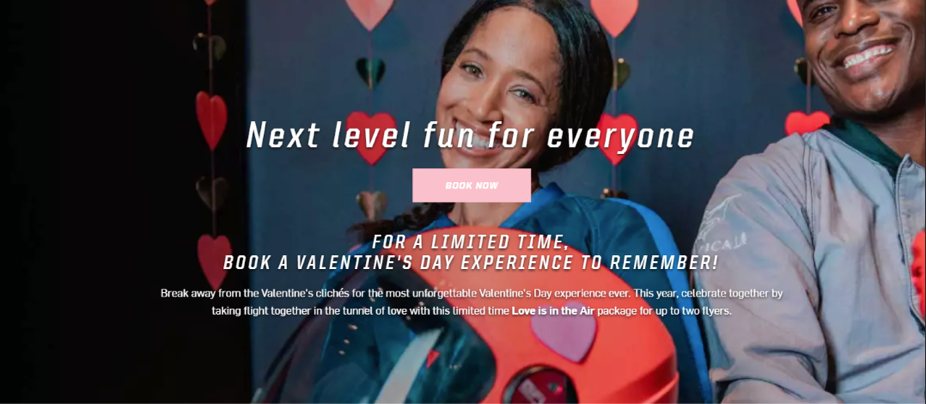 Next level fun for everyone
BOOK NOW
FOR A LIMITED TIME,
BOOK A VALENTINE'S DAY EXPERIENCE TO REMEMBER!
Break away from the Valentine's clichés for the most unforgettable Valentine's Day experience ever. This year, celebrate together by
taking flight together in the tunnel of love with this limited time Love is in the Air package for up to two flyers.